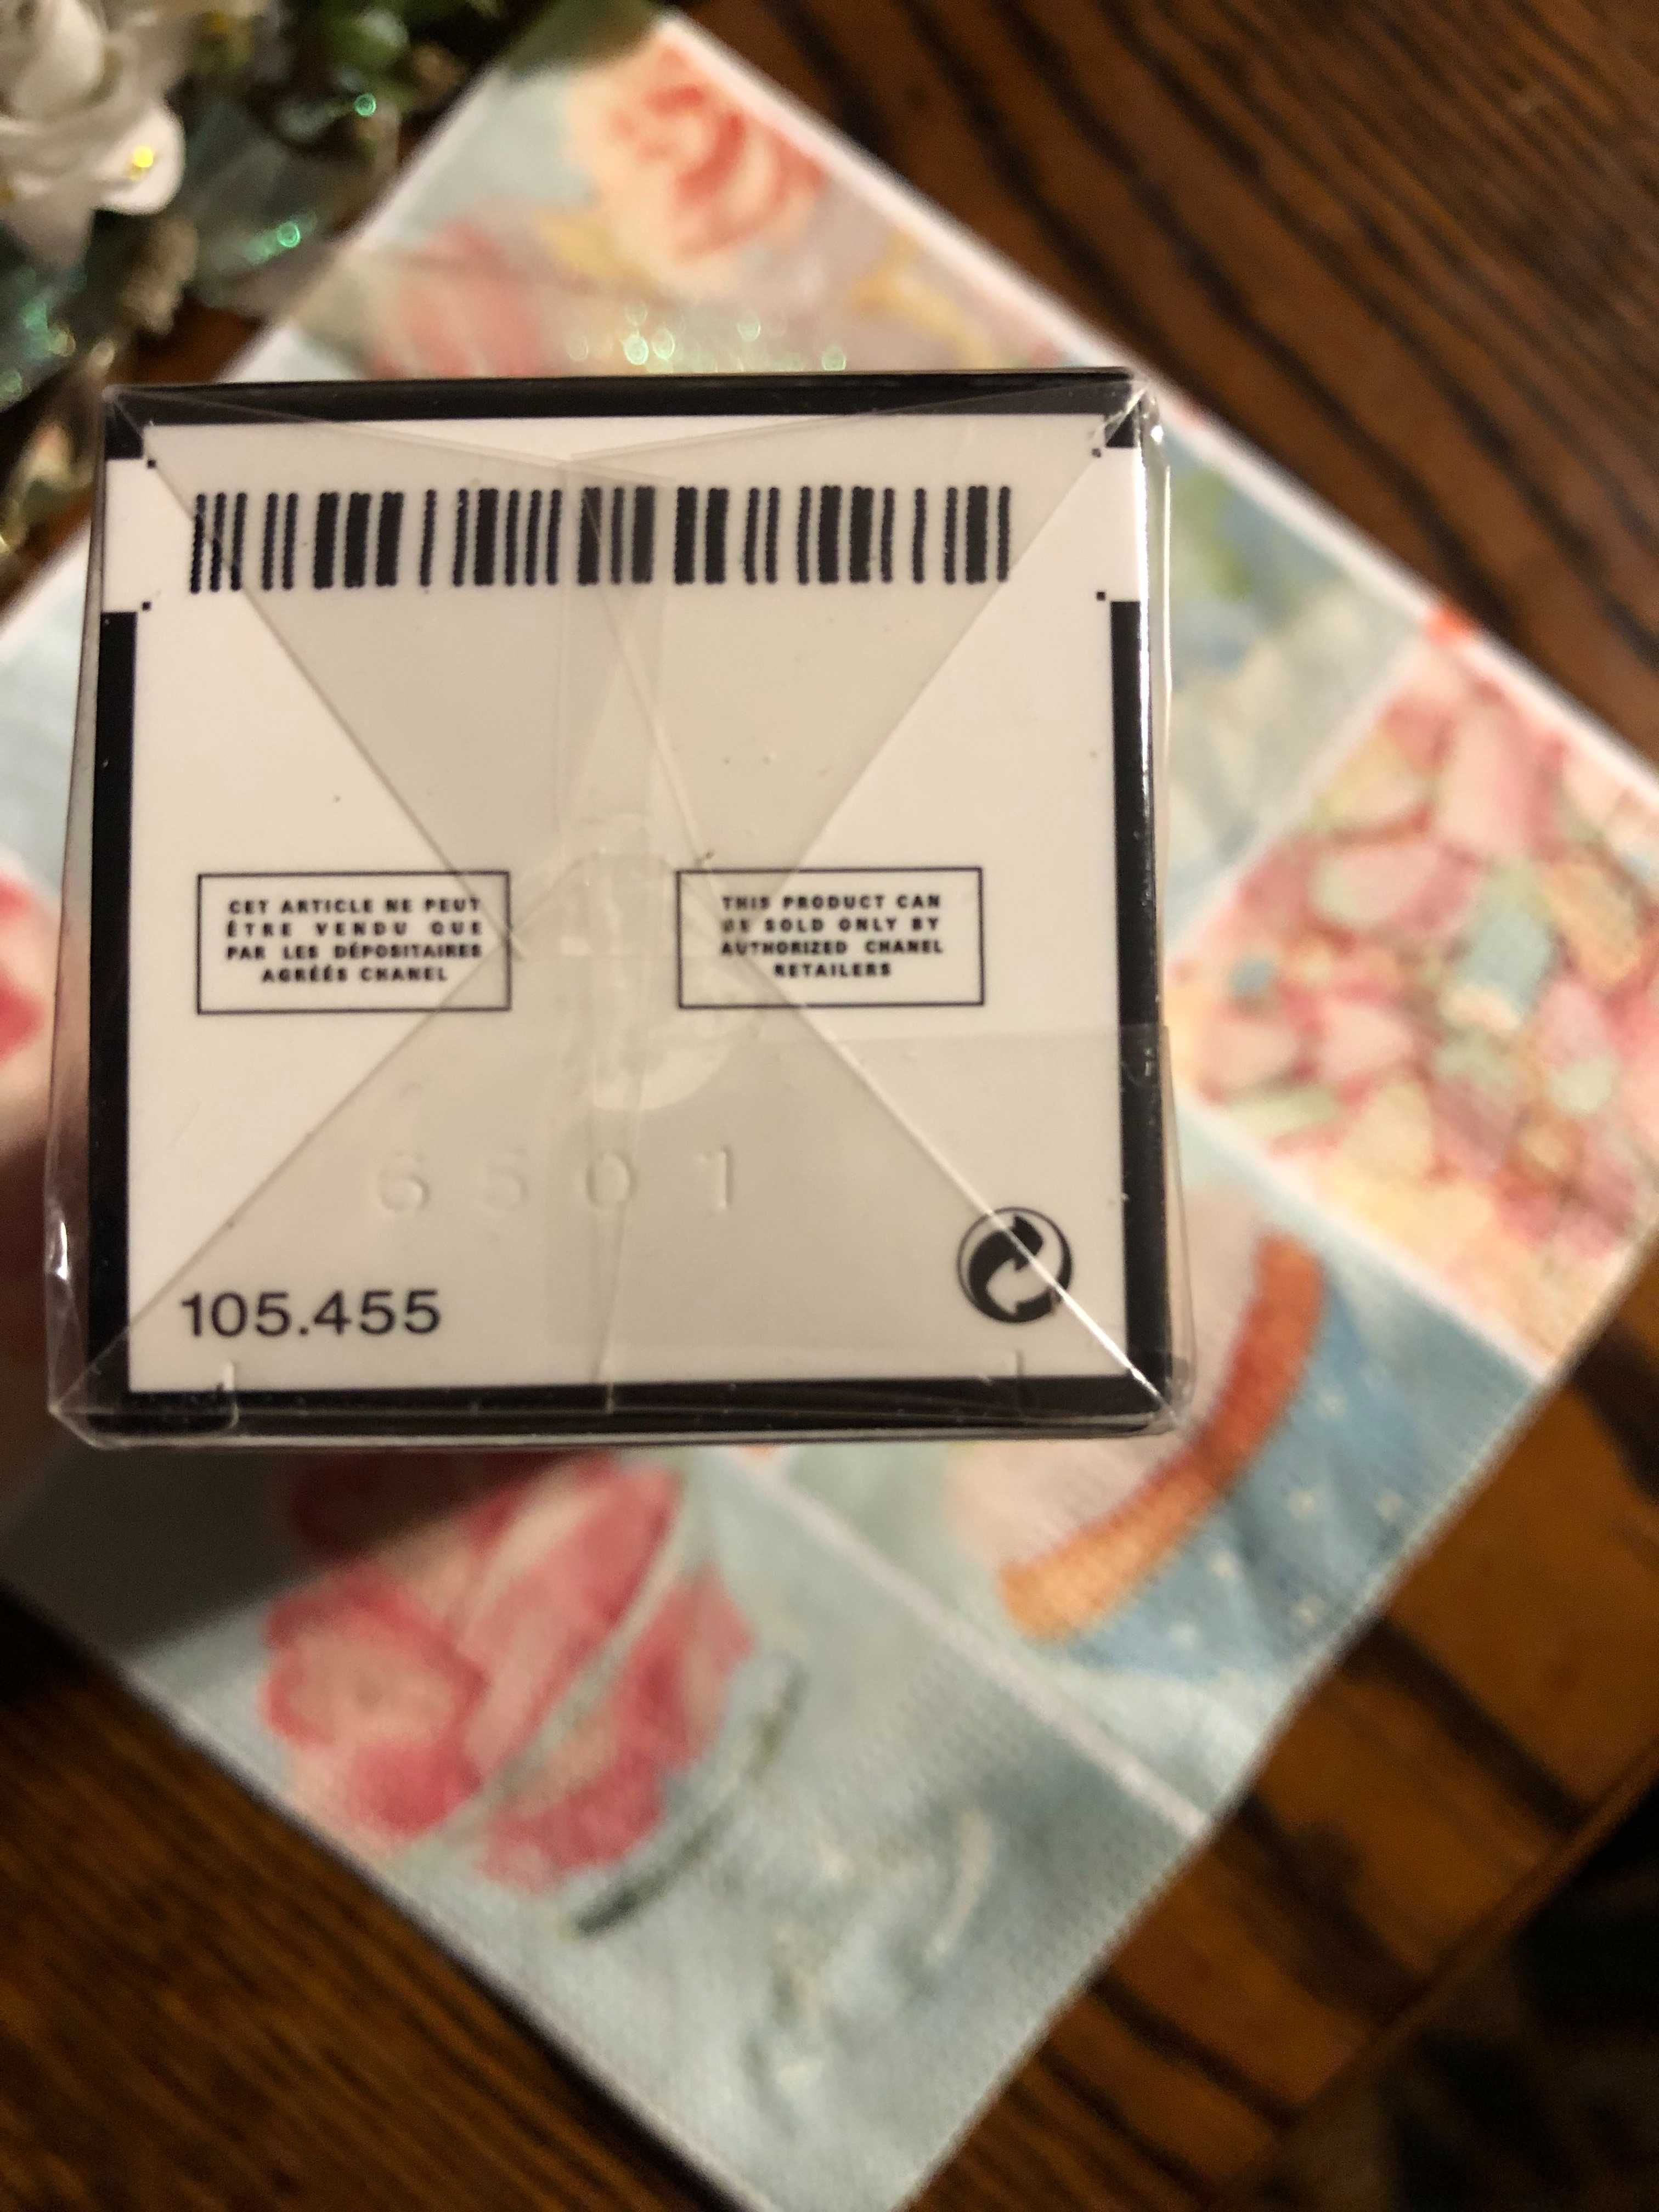 CET ARTICLE NE PEUT
ÊTRE VENDU QUE
PAR LES DÉPOSITAIRES
AGRÉÉS CHANEL
THIS PRODUCT CAN
BE SOLD ONLY BY
AUTHORIZED CHANEL
RETAILERS
6501
105.455